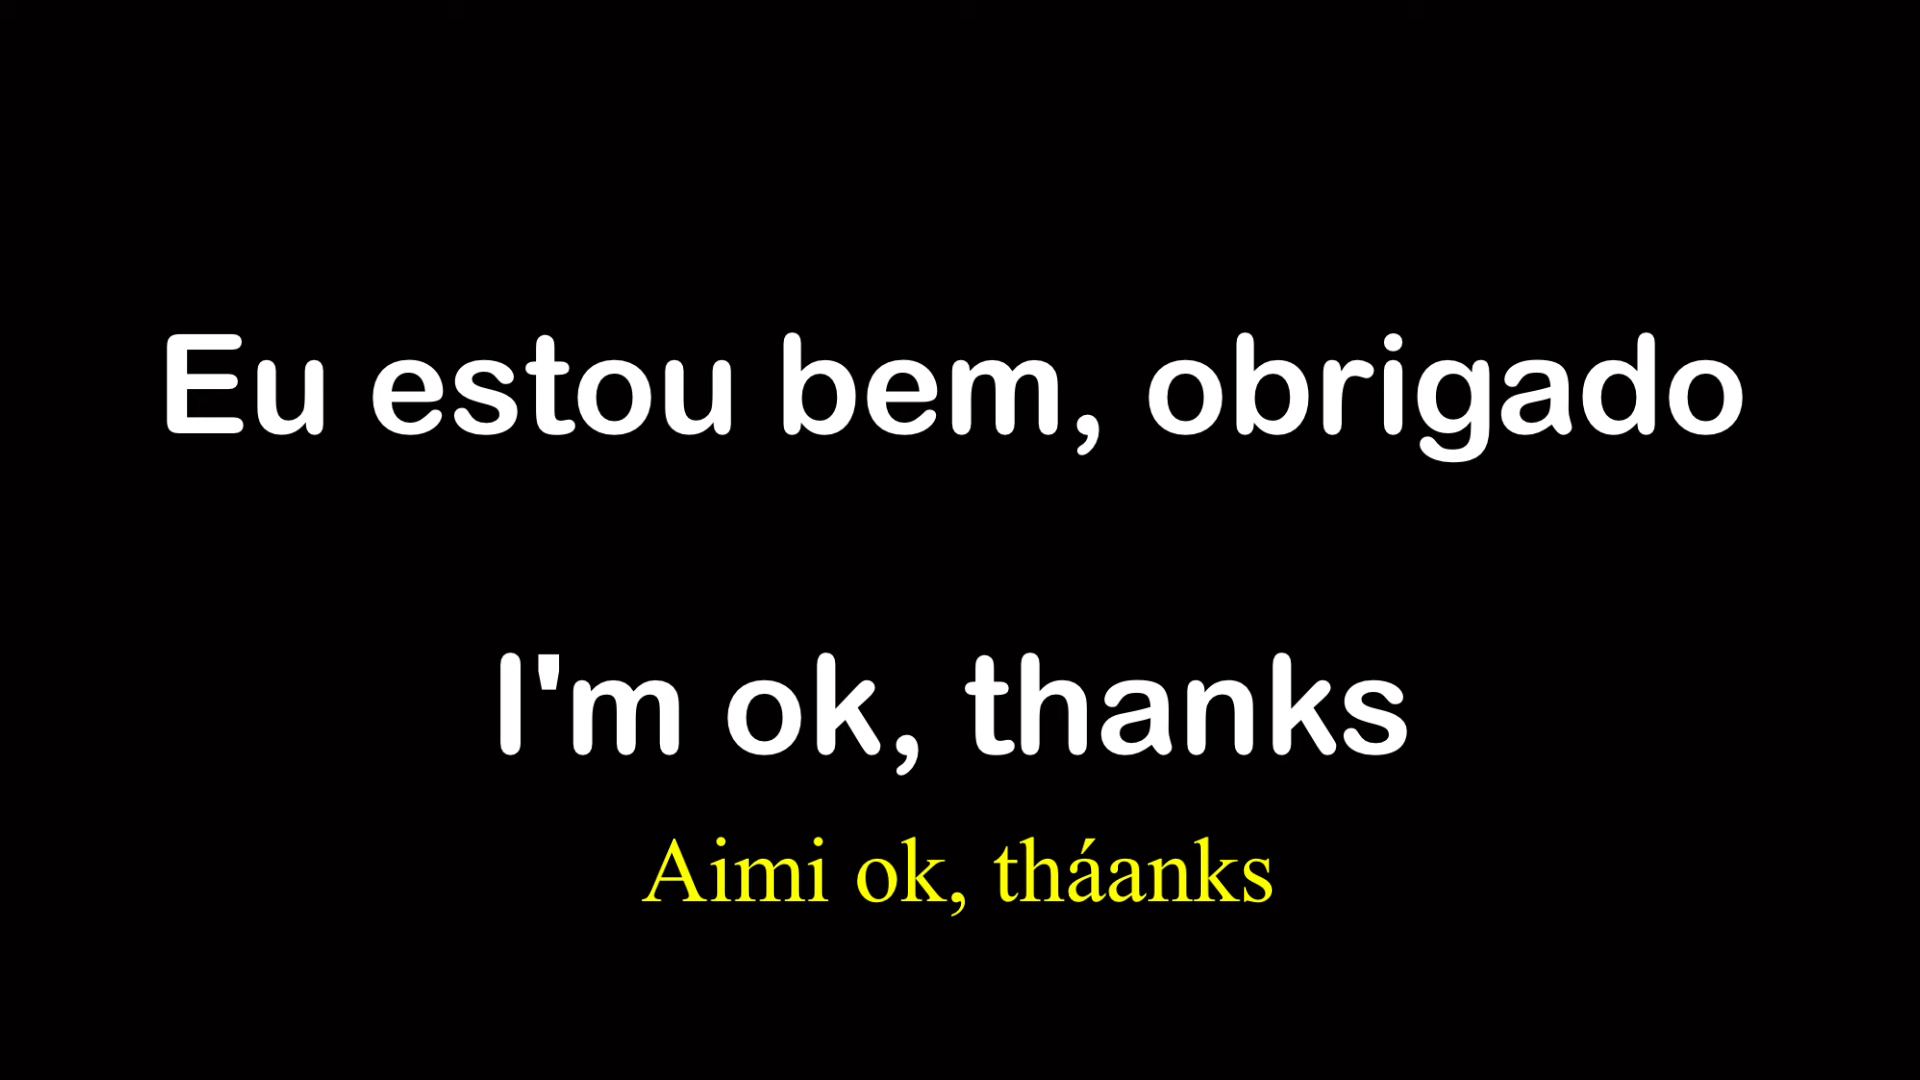 Eu estou bem, obrigado
I'm ok, thanks
Aimi ok, tháanks